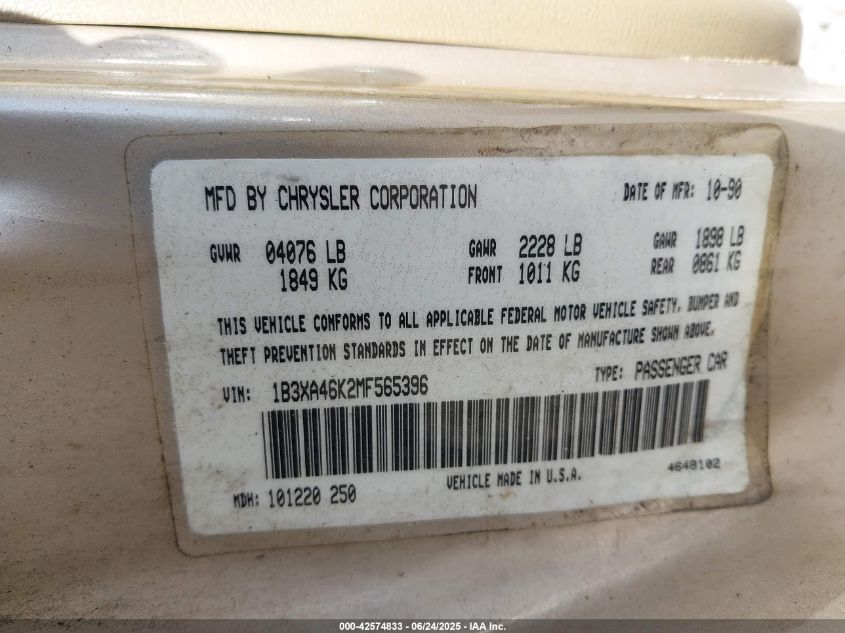 MFD BY CHRYSLER CORPORATION DATE OF MFR: 10-90
GVWR 04076 LB GAWR 2228 LB GAWR 1898 LB
1849 KG FRONT 1011 KG REAR 0861 KG
THIS VEHICLE CONFORMS TO ALL APPLICABLE FEDERAL MOTOR VEHICLE SAFETY, BUMPER AND
THEFT PREVENTION STANDARDS IN EFFECT ON THE DATE OF MANUFACTURE SHOWN ABOVE.
VIN: 1B3XA46K2MF565396 TYPE: PASSENGER CAR
MDH: 101220 250 VEHICLE MADE IN U.S.A. 4648102
000-42574833 / 06/24/2025 - IAA Inc.